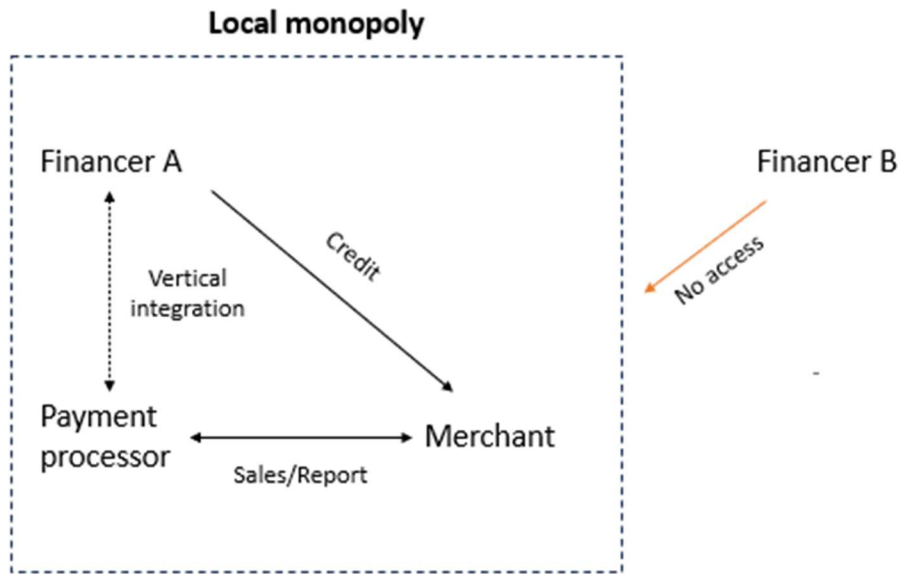 Local monopoly
Financer A
Financer B
Credit
No access
Vertical
integration
Payment
processor
Merchant
Sales/Report
-